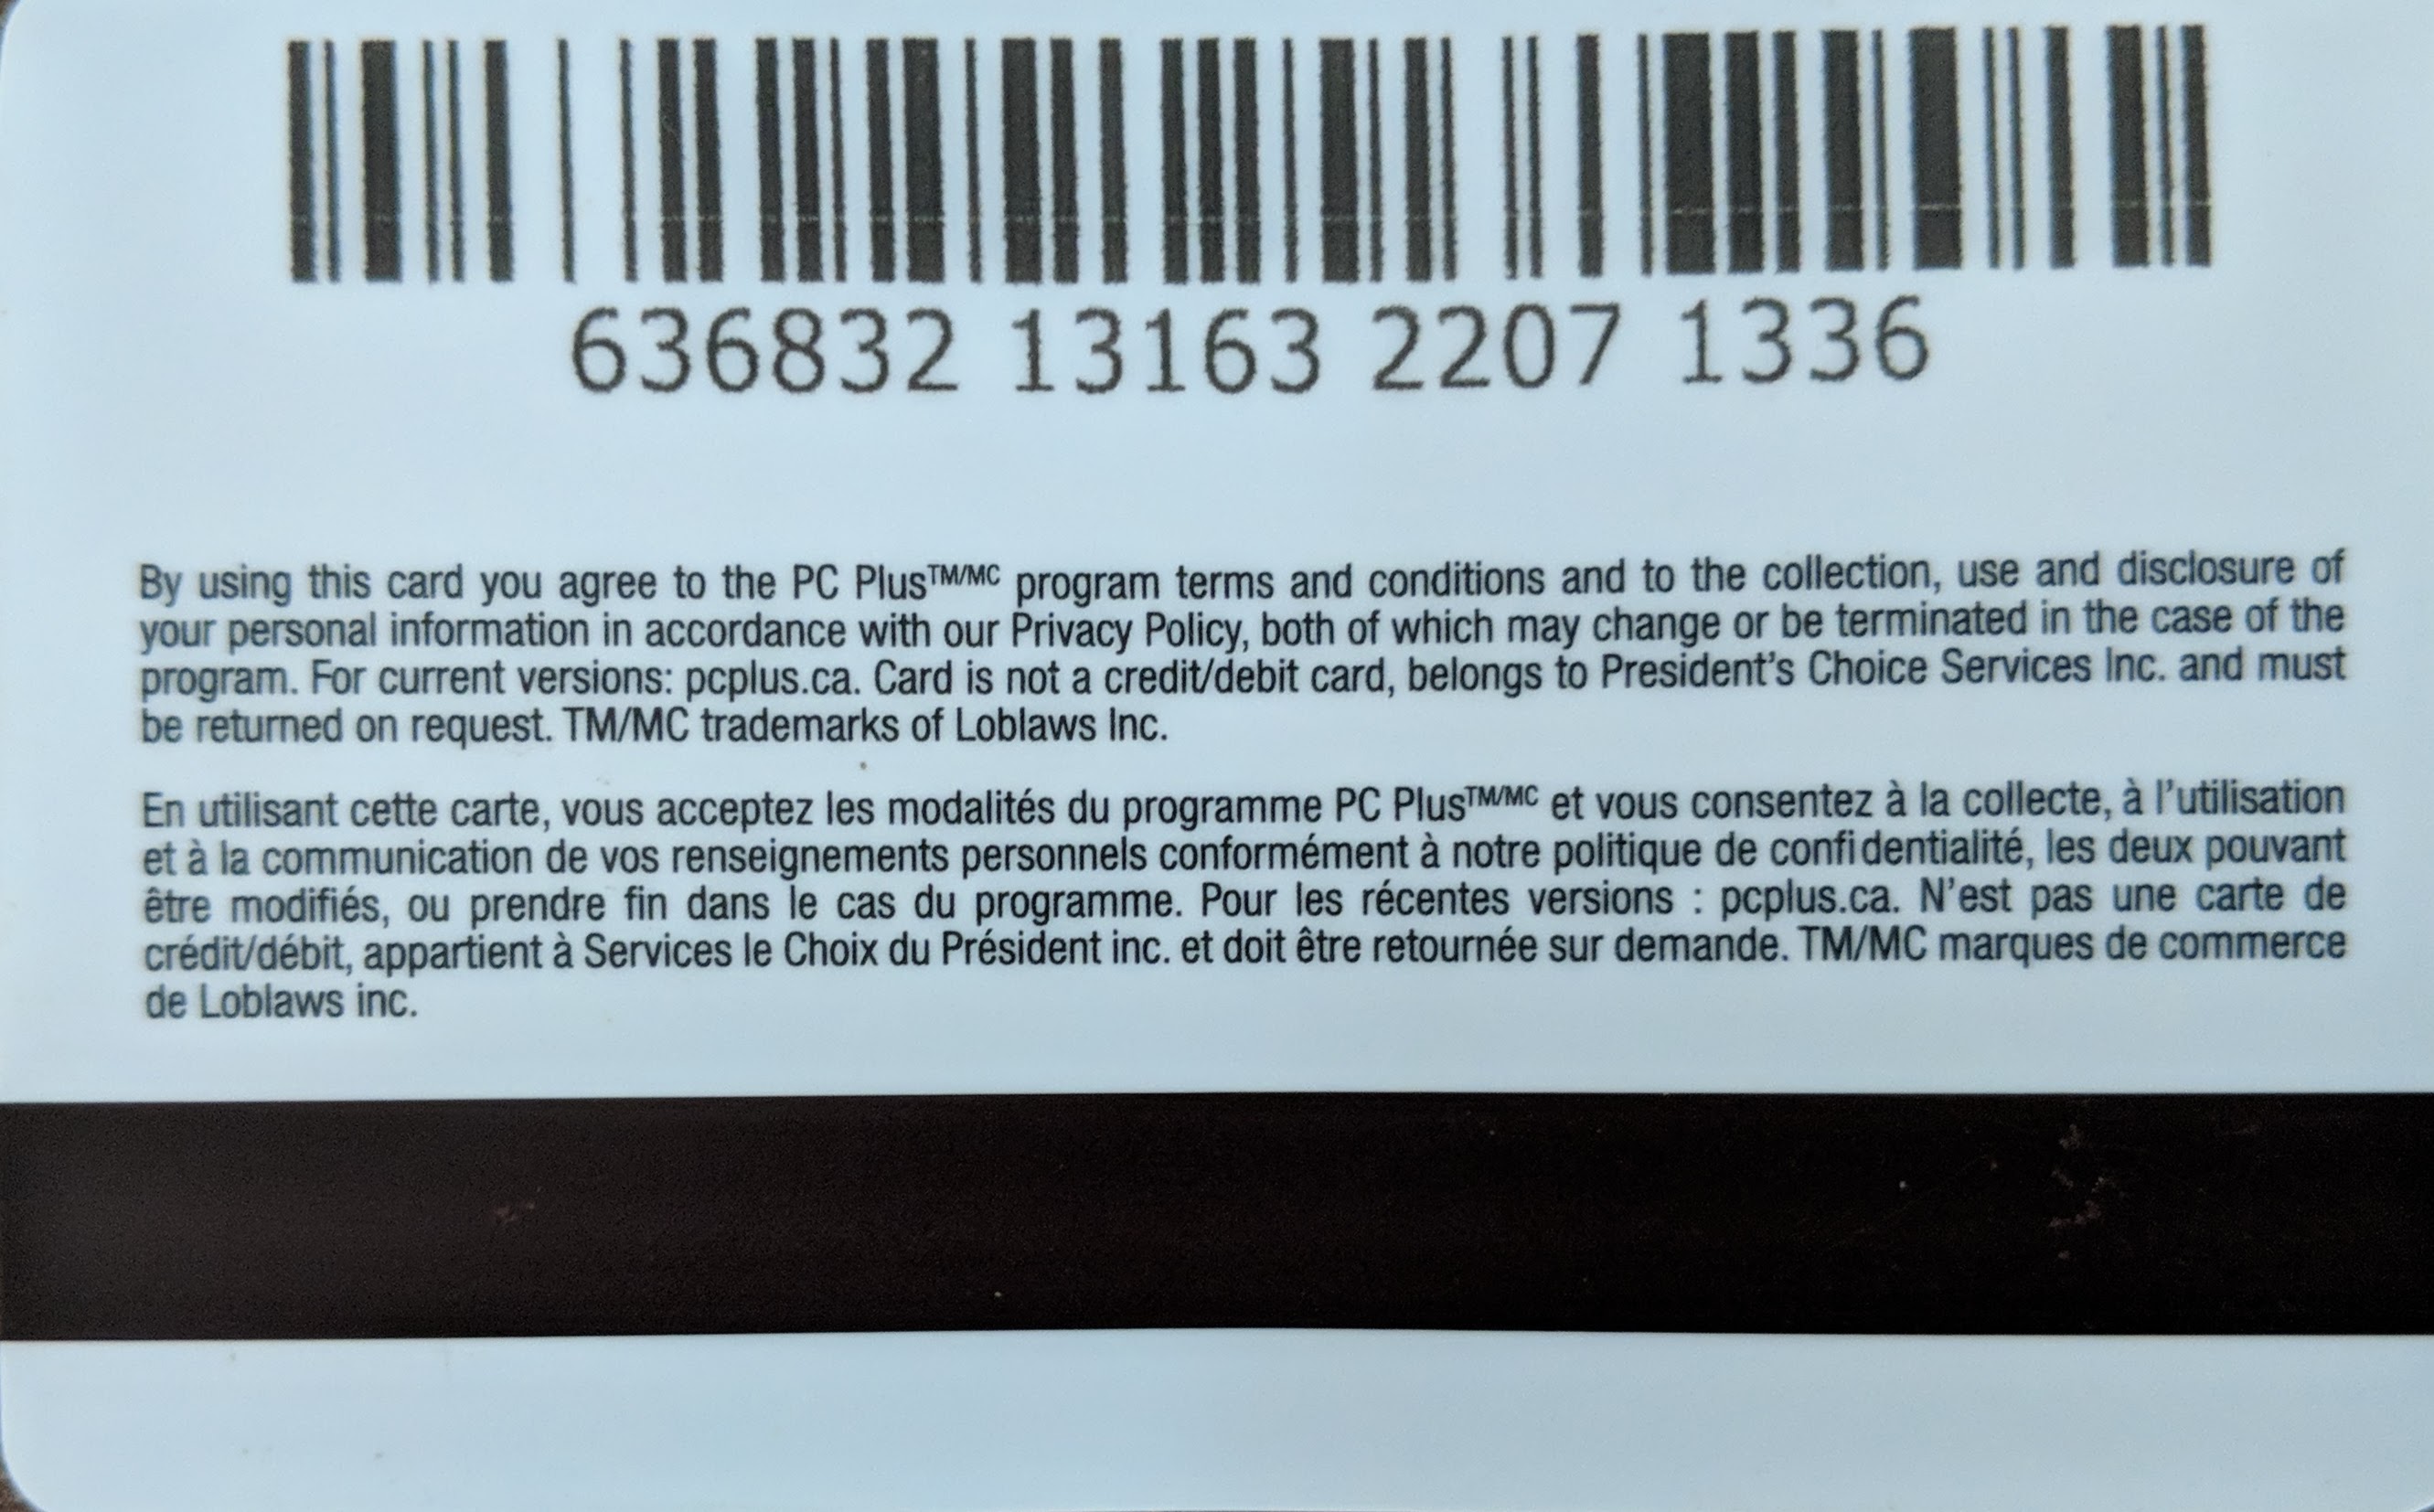 636832 13163 2207 1336
By using this card you agree to the PC Plus™/MC program terms and conditions and to the collection, use and disclosure of
your personal information in accordance with our Privacy Policy, both of which may change or be terminated in the case of the
program. For current versions: pcplus.ca. Card is not a credit/debit card, belongs to President's Choice Services Inc. and must
be returned on request. TM/MC trademarks of Loblaws Inc.
En utilisant cette carte, vous acceptez les modalités du programme PC Plus™/MC et vous consentez à la collecte, à l'utilisation
et à la communication de vos renseignements personnels conformément à notre politique de confidentialité, les deux pouvant
être modifiés, ou prendre fin dans le cas du programme. Pour les récentes versions : pcplus.ca. N'est pas une carte de
crédit/débit, appartient à Services le Choix du Président inc. et doit être retournée sur demande. TM/MC marques de commerce
de Loblaws inc.